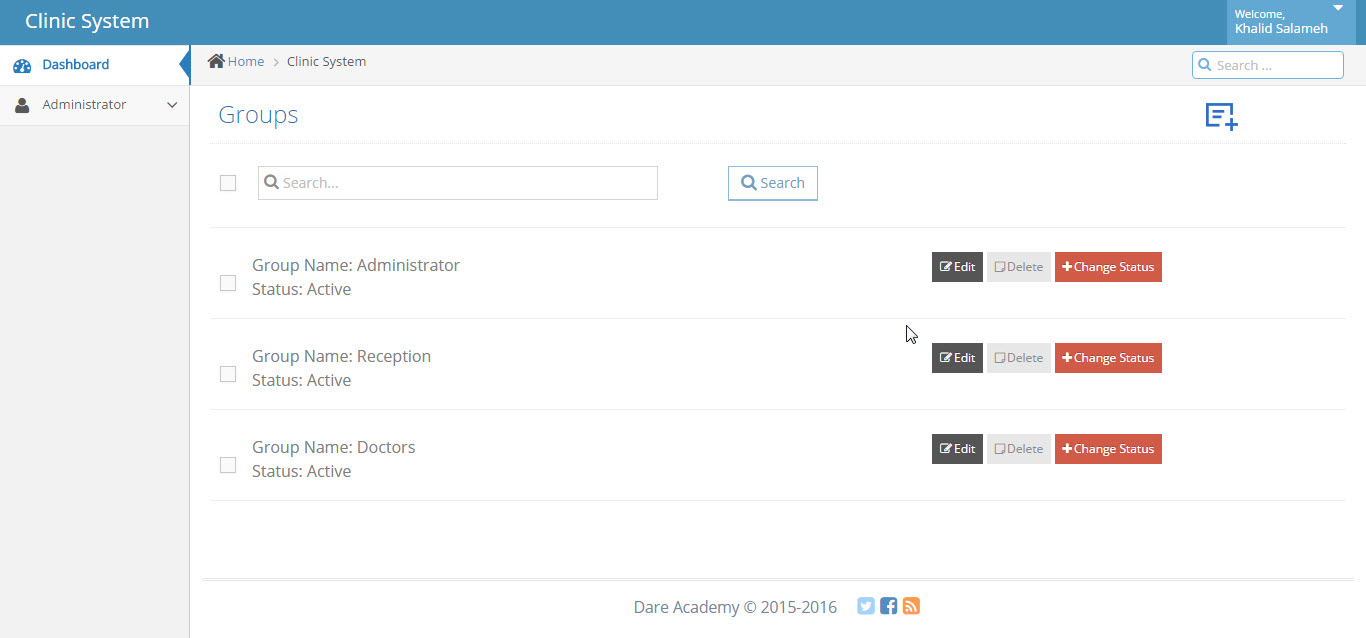 Clinic System
Welcome,
Khalid Salameh
Dashboard
Home > Clinic System
Search ...
Administrator
Groups
Search...
Search
Group Name: Administrator
Status: Active
Edit Delete Change Status
Group Name: Reception
Status: Active
Edit Delete Change Status
Group Name: Doctors
Status: Active
Edit Delete Change Status
Dare Academy © 2015-2016